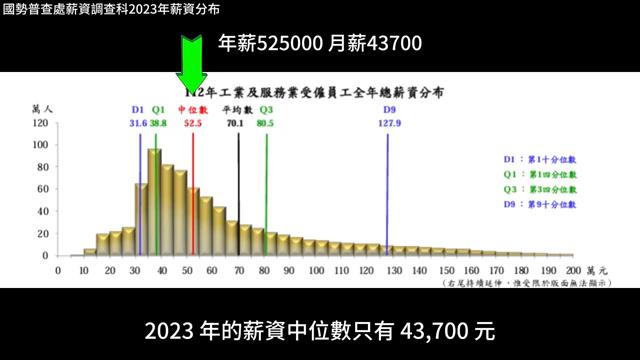 國勢普查處薪資調查科2023年薪資分布
年薪525000 月薪43700
112年工業及服務業受僱員工全年總薪資分布
萬人
D1 Q1 中位數 平均數 Q3 D9
31.6 38.8 52.5 70.1 80.5 127.9
120
100
80
60
40
20
0
D1：第1十分位數
Q1：第1四分位數
Q3：第3四分位數
D9：第9十分位數
0 10 20 30 40 50 60 70 80 90 100 110 120 130 140 150 160 170 180 190 200 萬元
(右尾持續延伸，惟受限於版面無法顯示)
2023 年的薪資中位數只有 43,700 元